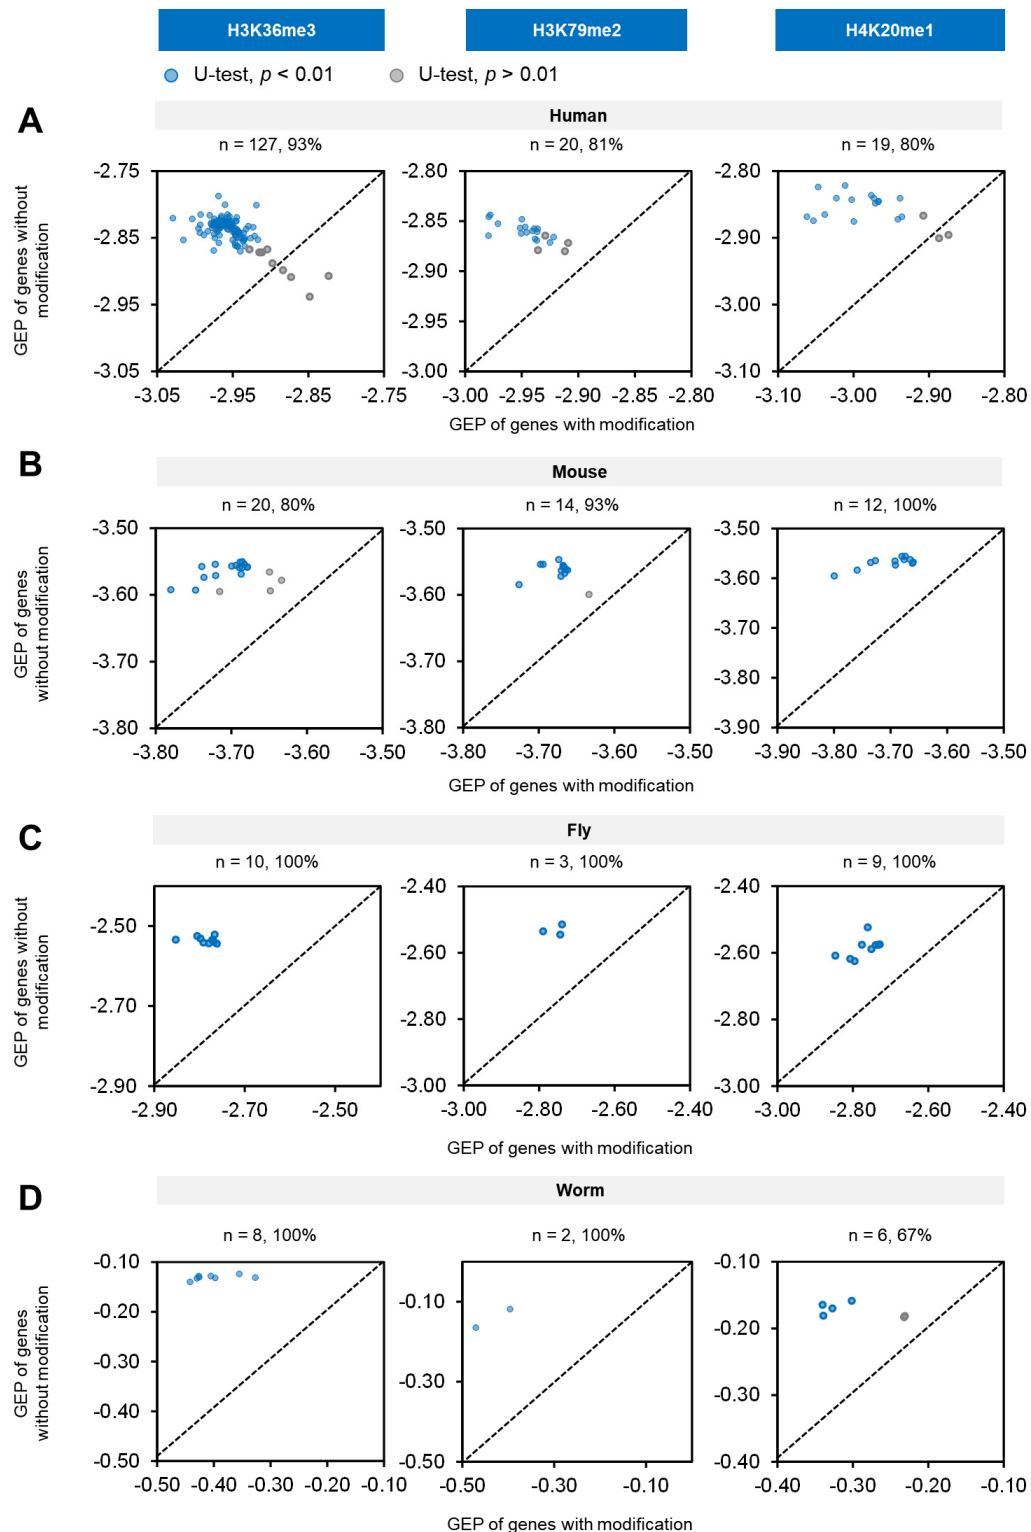 H3K36me3 H3K79me2 H4K20me1
U-test, p < 0.01 U-test, p > 0.01
A
Human
n = 127, 93% n = 20, 81% n = 19, 80%
GEP of genes without
modification
-2.75
-2.85
-2.95
-3.05
-3.05 -2.95 -2.85 -2.75
-2.80
-2.85
-2.90
-2.95
-3.00
-3.00 -2.95 -2.90 -2.85 -2.80
-2.80
-2.90
-3.00
-3.10
-3.10 -3.00 -2.90 -2.80
GEP of genes with modification
B
Mouse
n = 20, 80% n = 14, 93% n = 12, 100%
GEP of genes
without modification
-3.50
-3.60
-3.70
-3.80
-3.80 -3.70 -3.60 -3.50
-3.50
-3.60
-3.70
-3.80
-3.80 -3.70 -3.60 -3.50
-3.50
-3.60
-3.70
-3.80
-3.90
-3.90 -3.80 -3.70 -3.60 -3.50
GEP of genes with modification
C
Fly
n = 10, 100% n = 3, 100% n = 9, 100%
GEP of genes without
modification
-2.50
-2.70
-2.90
-2.90 -2.70 -2.50
-2.40
-2.60
-2.80
-3.00
-3.00 -2.80 -2.60 -2.40
-2.40
-2.60
-2.80
-3.00
-3.00 -2.80 -2.60 -2.40
GEP of genes with modification
D
Worm
n = 8, 100% n = 2, 100% n = 6, 67%
GEP of genes
without modification
-0.10
-0.20
-0.30
-0.40
-0.50
-0.50 -0.40 -0.30 -0.20 -0.10
-0.10
-0.30
-0.50
-0.50 -0.30 -0.10
-0.10
-0.20
-0.30
-0.40
-0.40 -0.30 -0.20 -0.10
GEP of genes with modification